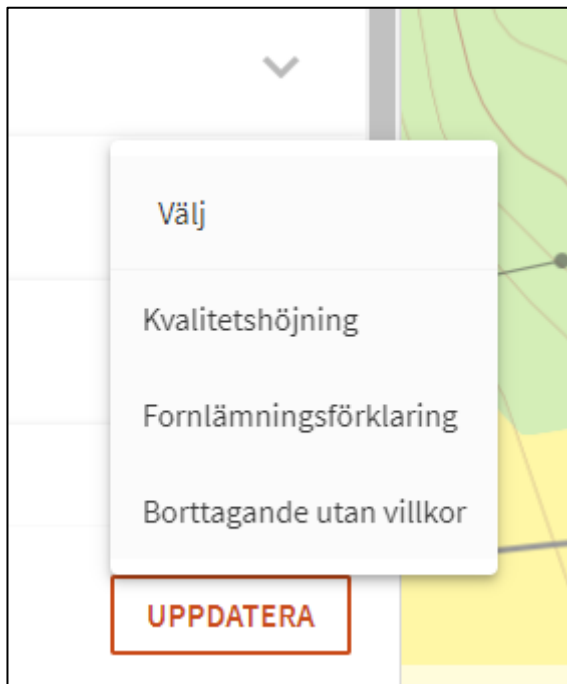 Välj
Kvalitetshöjning
Fornlämningsförklaring
Borttagande utan villkor
UPPDATERA